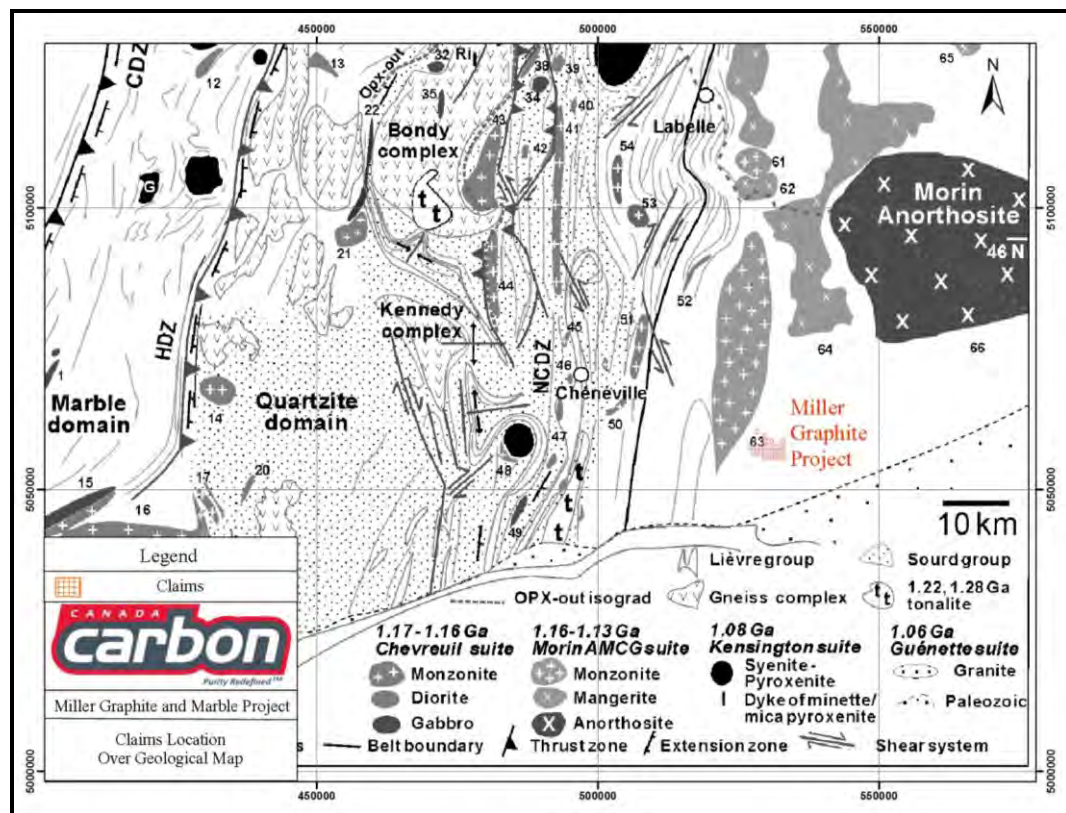 450000
500000
550000
CDZ
12
13
Opx-out
32
Ri
38
39
65
N
22
35
34
40
Labelle
Bondy
complex
43
41
42
54
61
62
G
t t
53
Morin
Anorthosite
46 N
5100000
5100000
21
44
52
Kennedy
complex
45
51
64
66
HDZ
NCDZ
46
Chénéville
1
Marble
domain
14
Quartzite
domain
50
63
Miller
Graphite
Project
47
48
15
16
17
20
49
t
t
t
5050000
5050000
10 km
Legend
Claims
CANADA
carbon
Purity Redefined™
Miller Graphite and Marble Project
Claims Location
Over Geological Map
Lièvre group
Sourd group
OPX-out isograd
Gneiss complex
t t
1.22, 1.28 Ga
tonalite
1.17 - 1.16 Ga
Chevreuil suite
Monzonite
Diorite
Gabbro
1.16-1.13 Ga
Morin AMCG suite
Monzonite
Mangerite
Anorthosite
1.08 Ga
Kensington suite
Syenite-
Pyroxenite
Dyke of minette/
mica pyroxenite
1.06 Ga
Guénette suite
Granite
Paleozoic
s
Belt boundary
Thrust zone
Extension zone
Shear system
5000000
5000000
450000
500000
550000